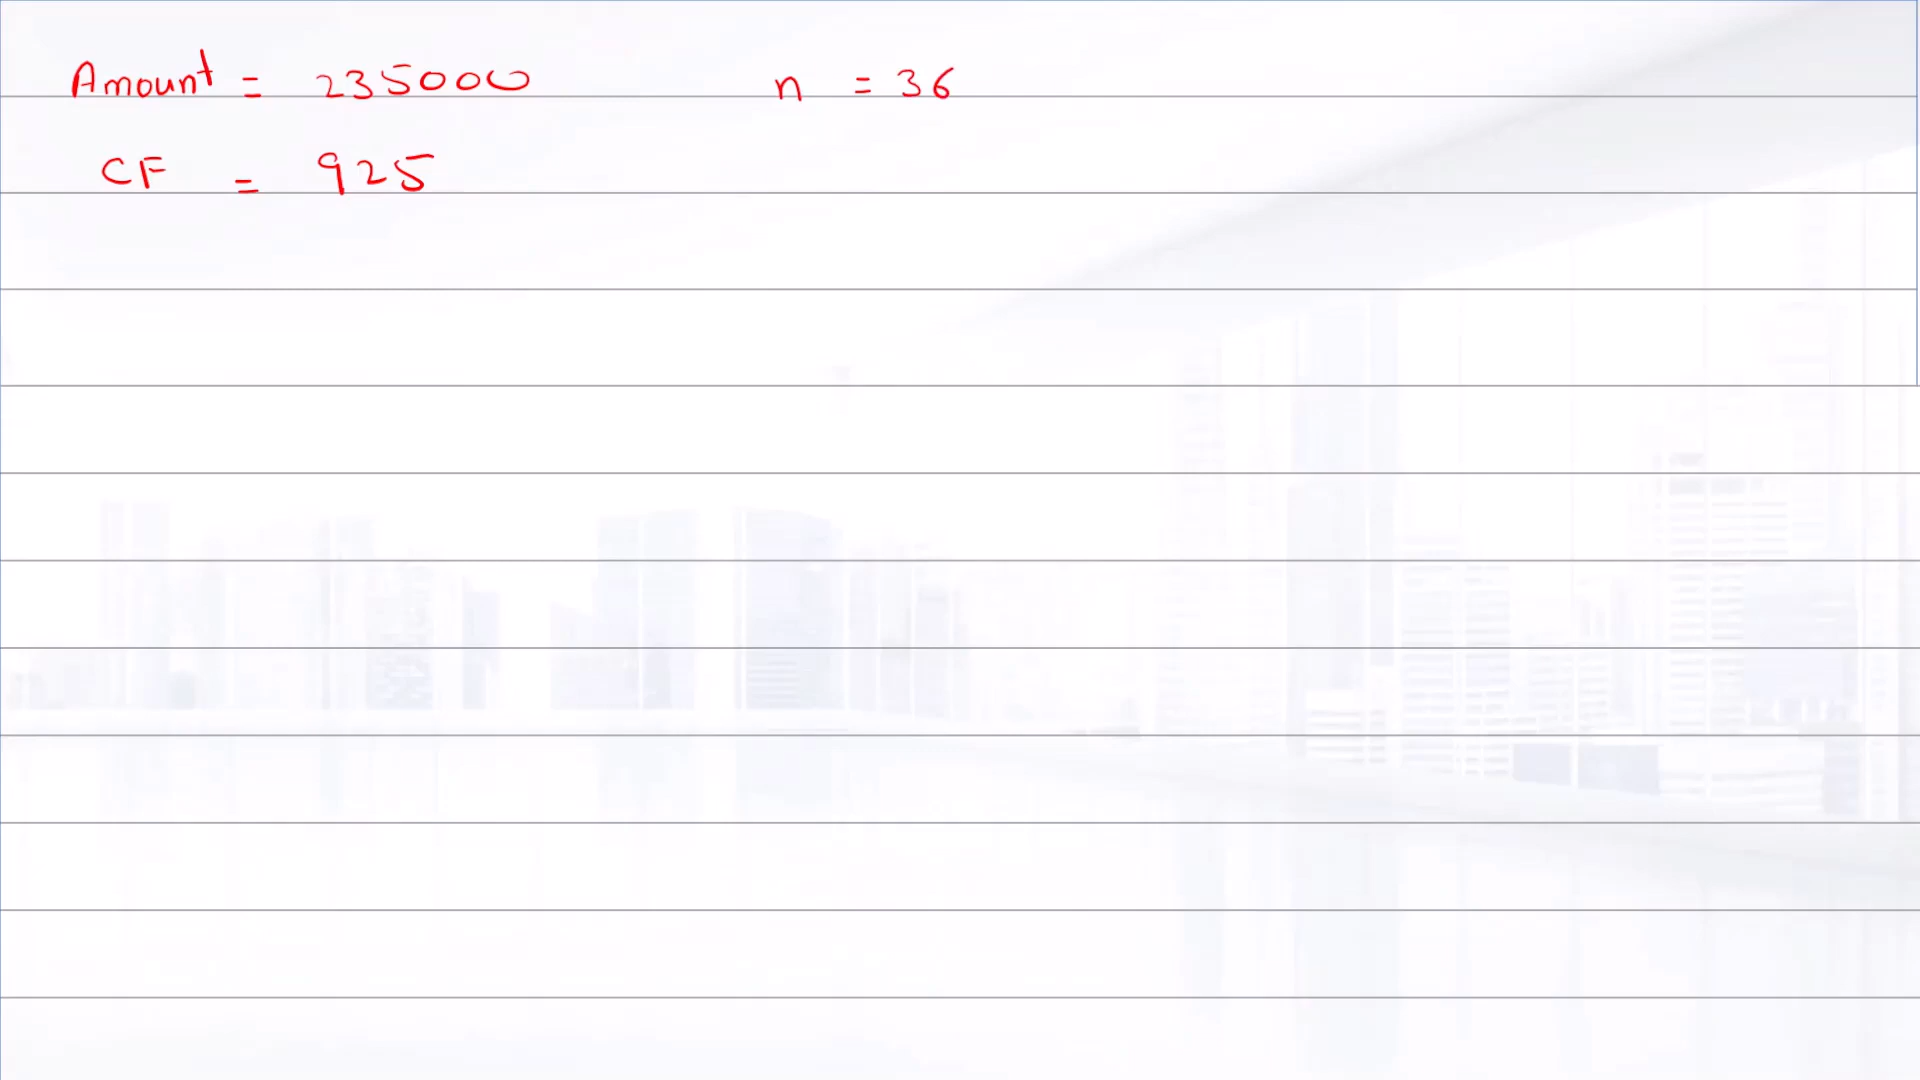 Amount = 235000 n = 36
CF = 925